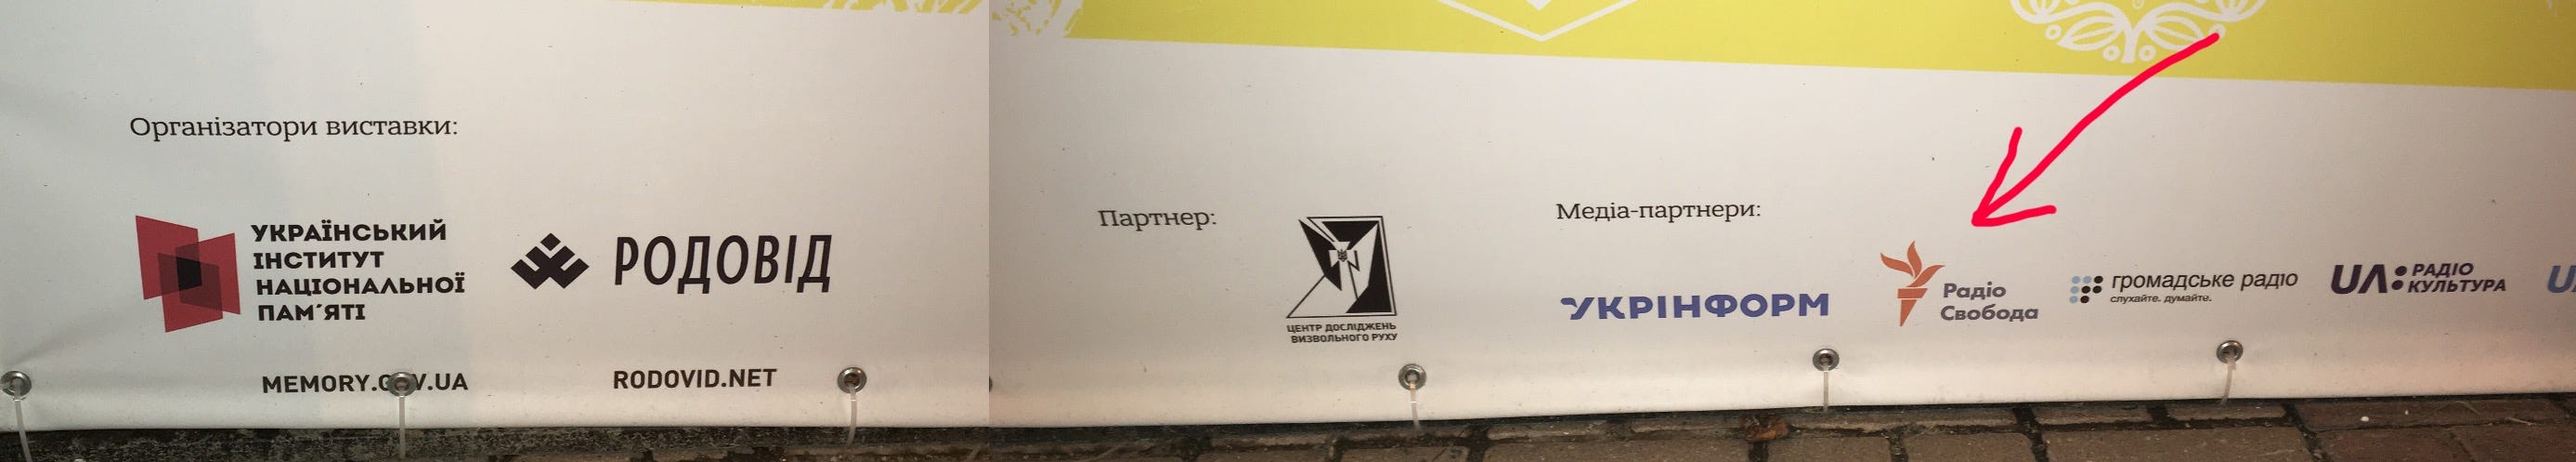 Організатори виставки:
УКРАЇНСЬКИЙ
ІНСТИТУТ
НАЦІОНАЛЬНОЇ
ПАМ´ЯТІ
MEMORY.GOV.UA
РОДОВІД
RODOVID.NET
Партнер:
ЦЕНТР ДОСЛІДЖЕНЬ
ВИЗВОЛЬНОГО РУХУ
Медіа-партнери:
УКРІНФОРМ
Радіо
Свобода
громадське радіо
слухайте. думайте.
UA: РАДІО
КУЛЬТУРА